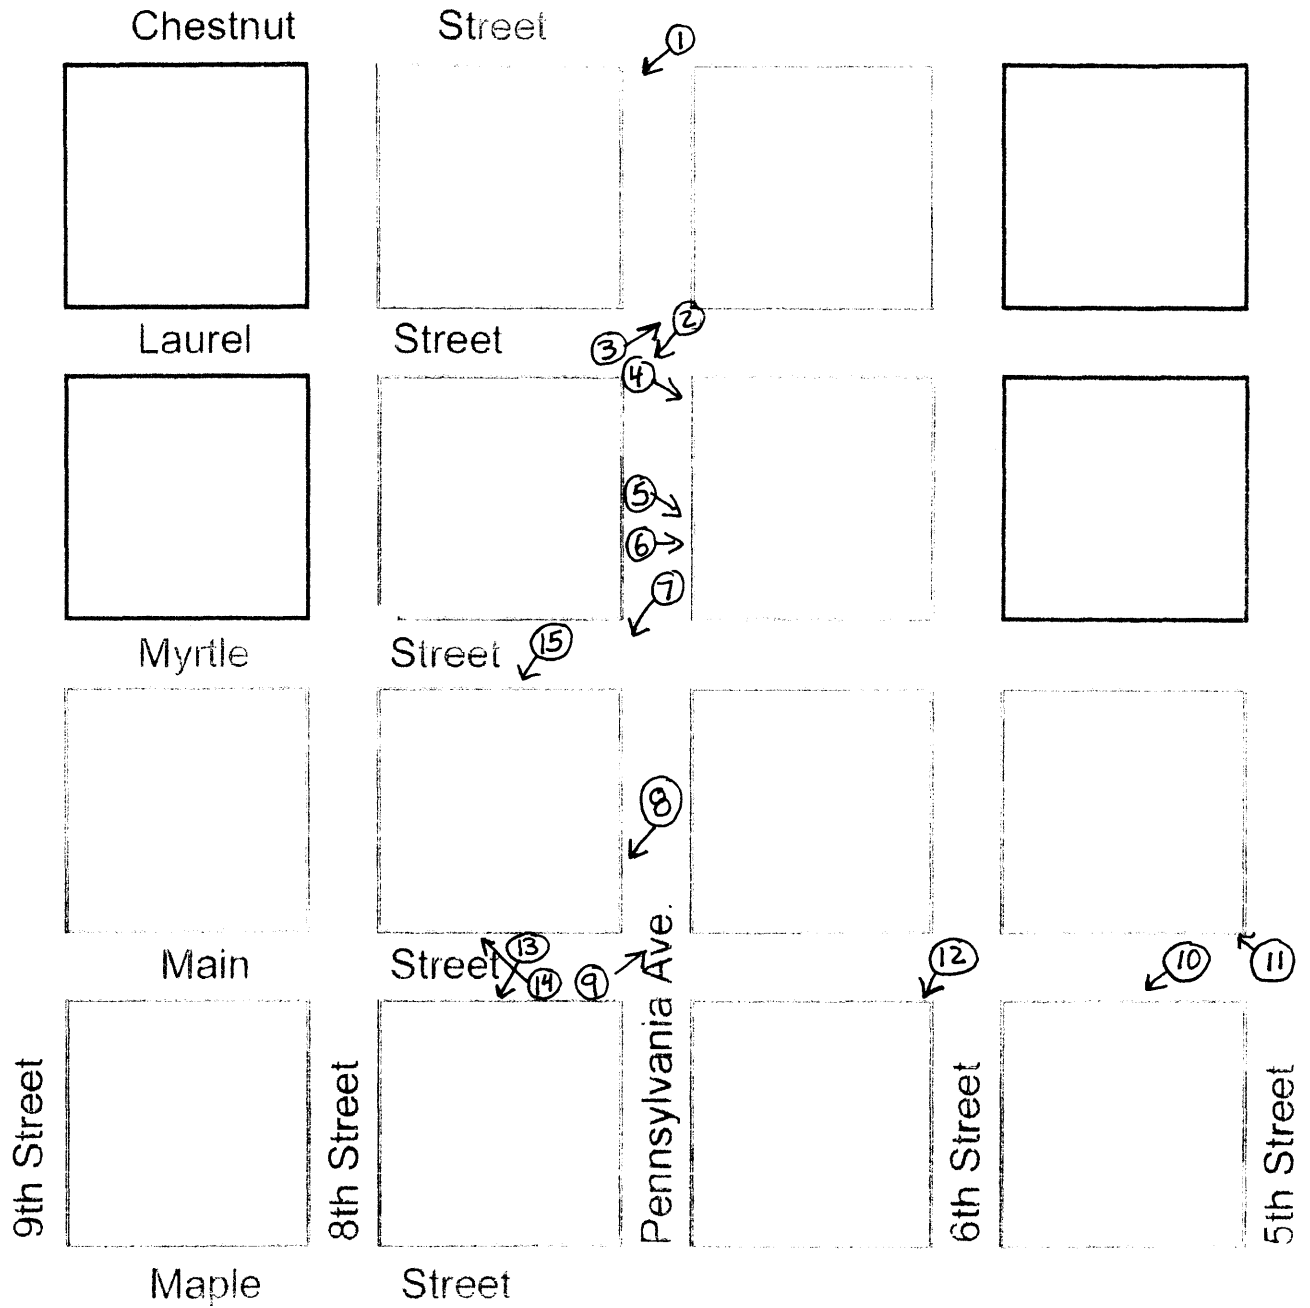 Chestnut Street
1
Laurel Street
2
3
4
5
6
7
Myrtle Street
15
8
Main Street
13
14
9
12
10
11
9th Street
8th Street
Pennsylvania Ave.
6th Street
5th Street
Maple Street